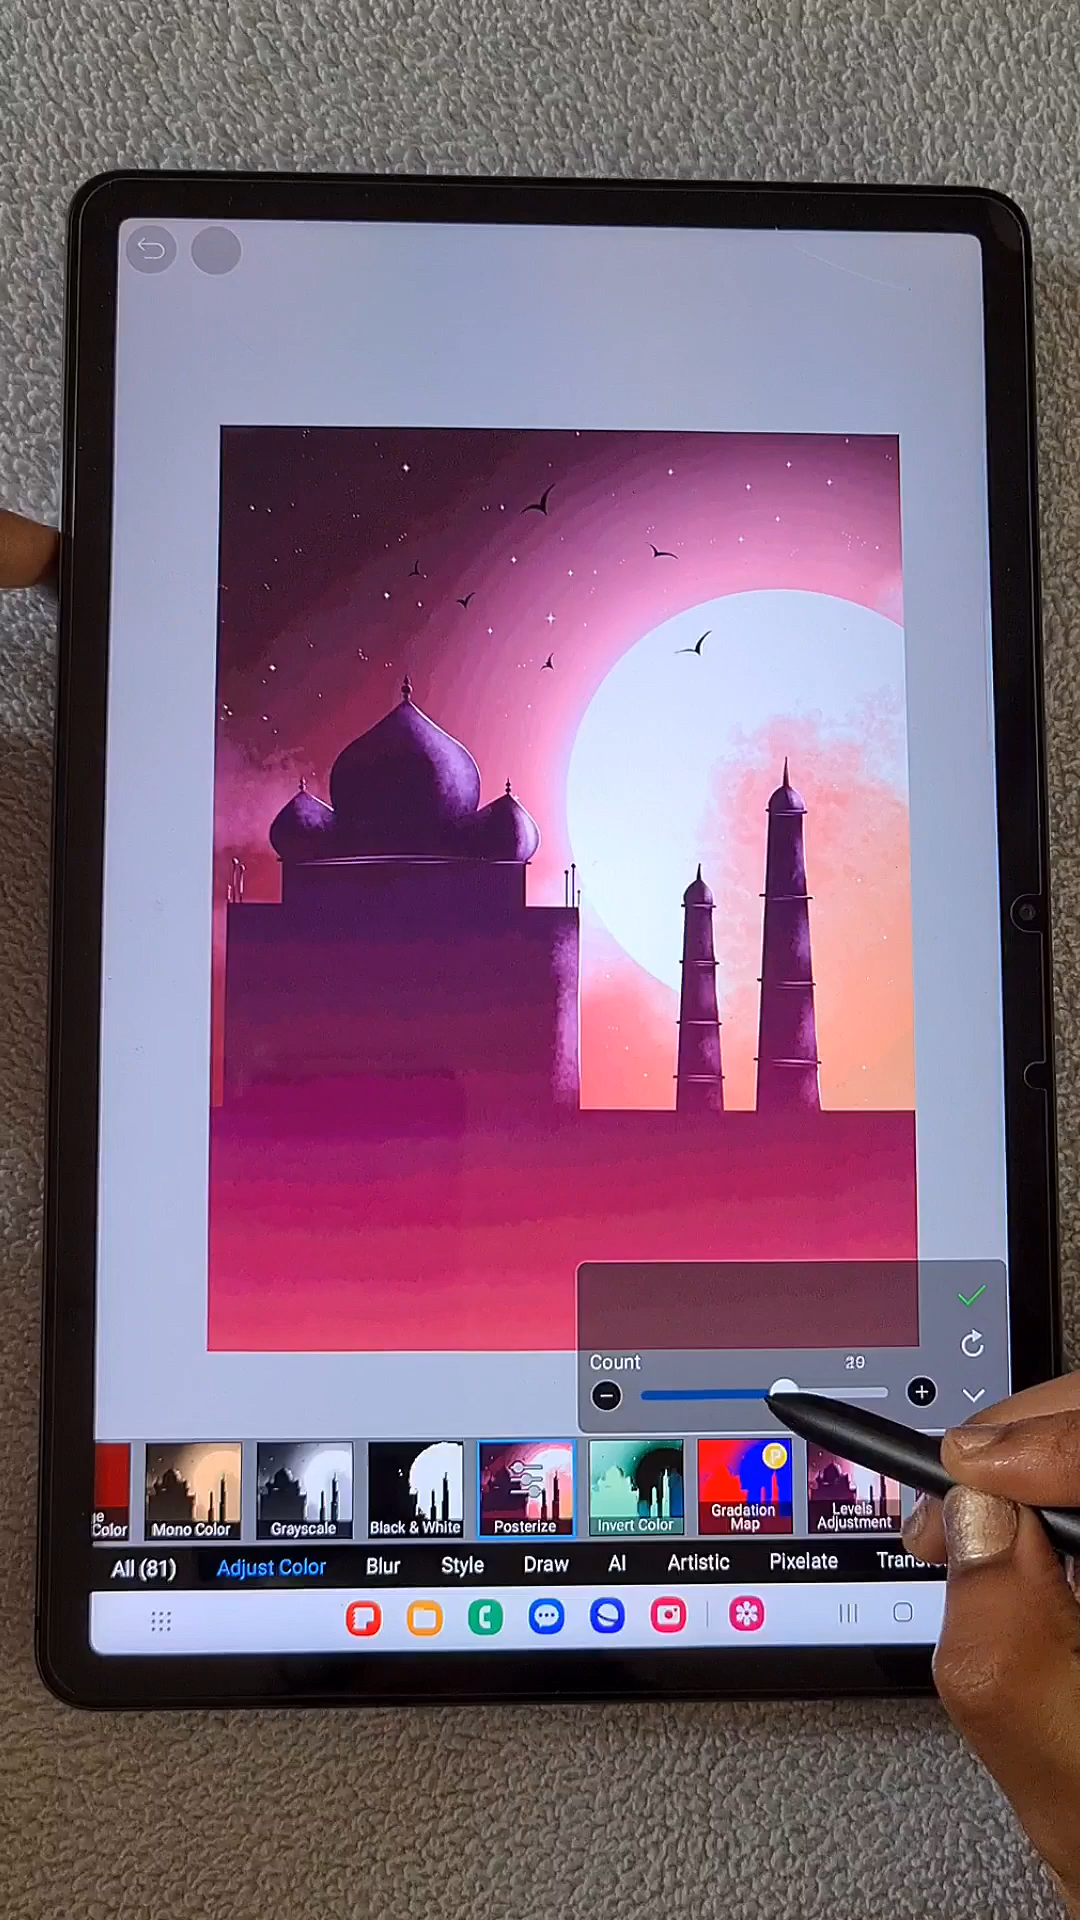 Count
Color
Mono Color
Grayscale
Black & White
Posterize
Invert Color
P
Gradation
Map
Levels
Adjustment
All (81)
Adjust Color
Blur
Style
Draw
AI
Artistic
Pixelate